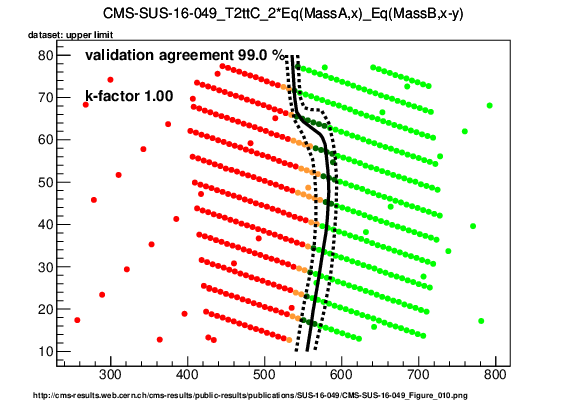 CMS-SUS-16-049_T2ttC_2*Eq(MassA,x)_Eq(MassB,x-y)
dataset: upper limit
validation agreement 99.0 %
k-factor 1.00
80
70
60
50
40
30
20
10
300 400 500 600 700 800
http://cms-results.web.cern.ch/cms-results/public-results/publications/SUS-16-049/CMS-SUS-16-049_Figure_010.png